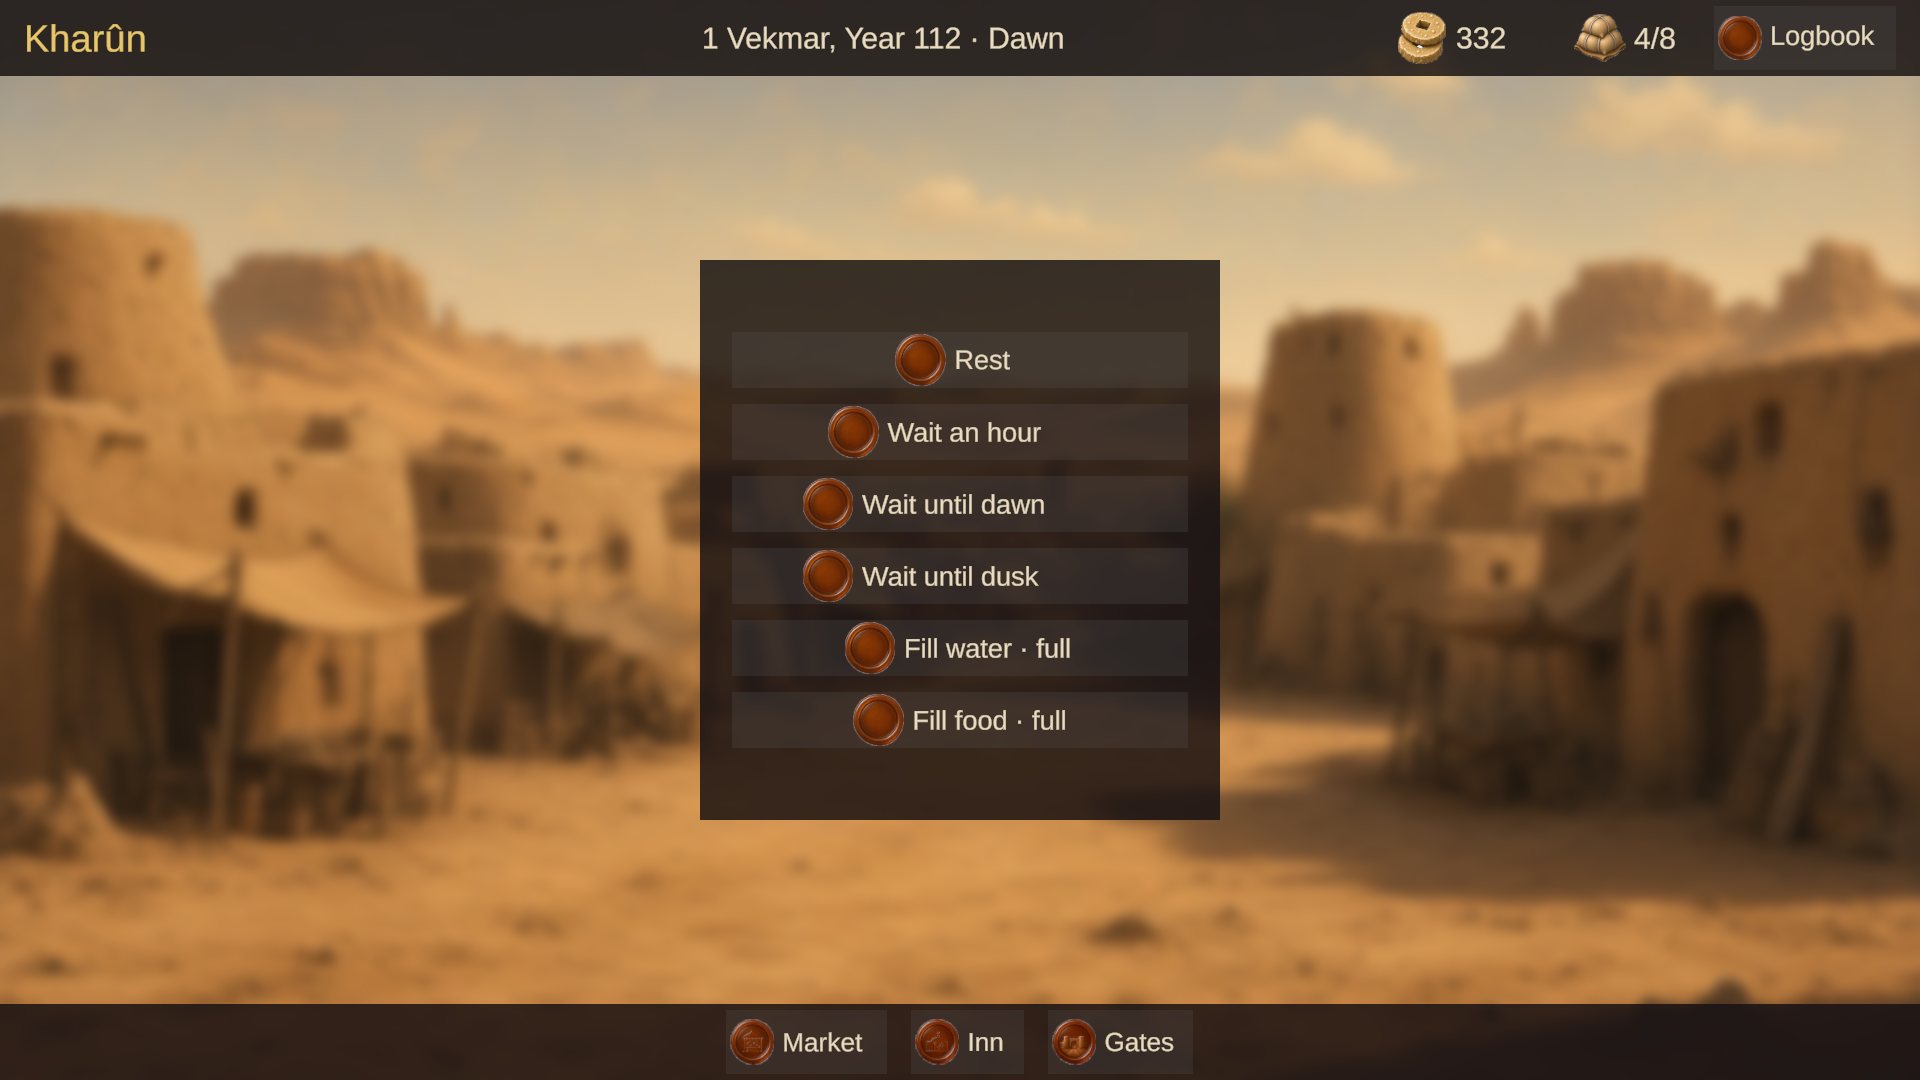 Kharûn
1 Vekmar, Year 112 · Dawn
332
4/8
Logbook
Rest
Wait an hour
Wait until dawn
Wait until dusk
Fill water · full
Fill food · full
Market
Inn
Gates